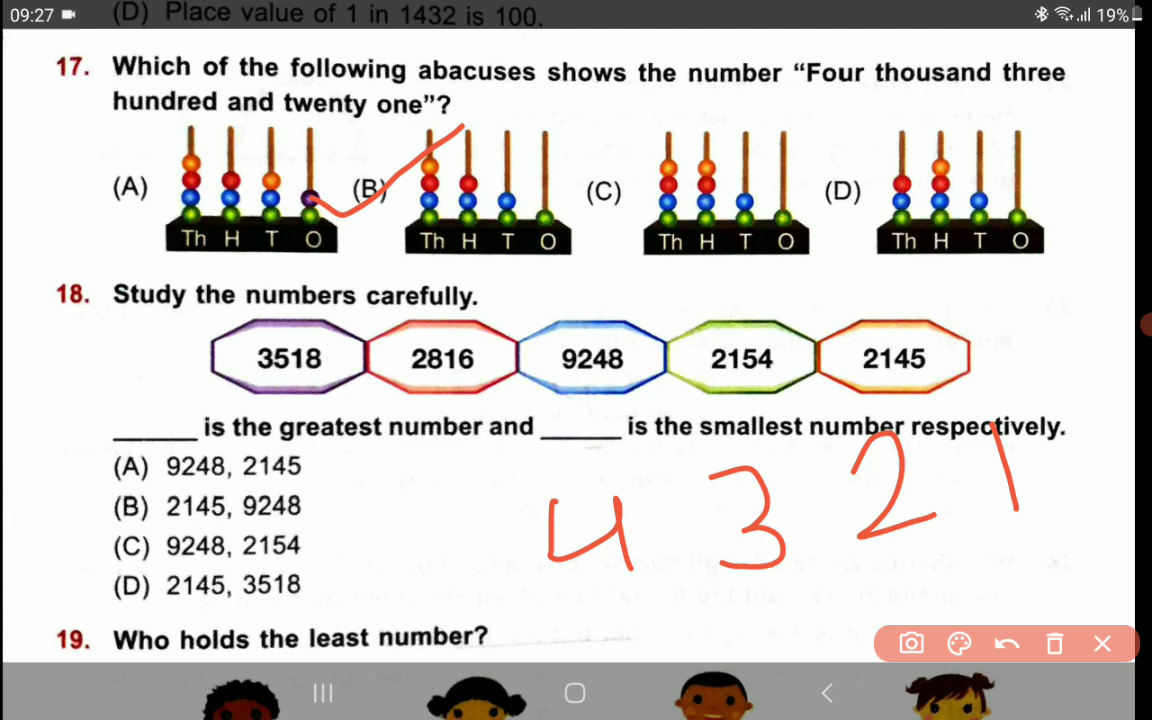 09:27 19%
(D) Place value of 1 in 1432 is 100.
17. Which of the following abacuses shows the number “Four thousand three
hundred and twenty one”?
(A) (B) (C) (D)
Th H T O Th H T O Th H T O Th H T O
18. Study the numbers carefully.
3518 2816 9248 2154 2145
______ is the greatest number and ______ is the smallest number respectively.
(A) 9248, 2145
(B) 2145, 9248
(C) 9248, 2154
(D) 2145, 3518
4 3 2 1
19. Who holds the least number?